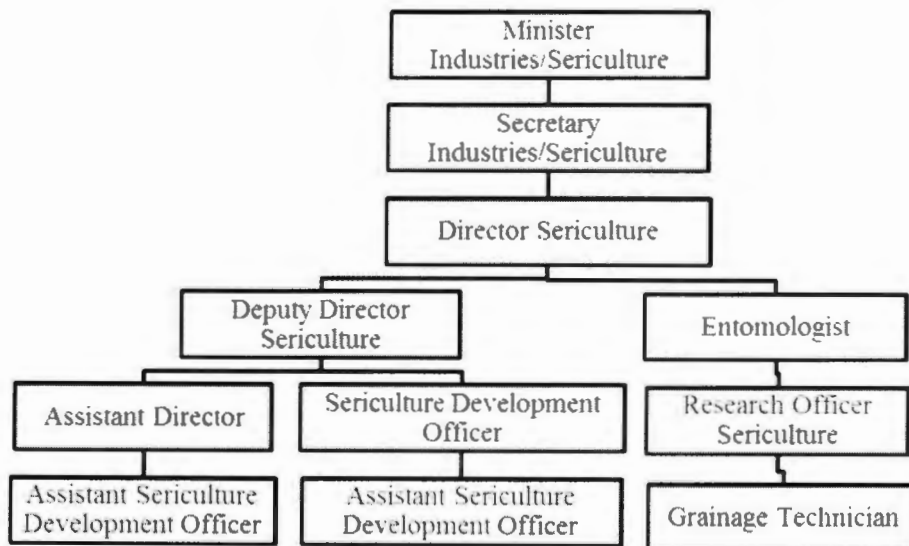 Minister
Industries/Sericulture
Secretary
Industries/Sericulture
Director Sericulture
Deputy Director
Sericulture
Entomologist
Assistant Director
Sericulture Development
Officer
Research Officer
Sericulture
Assistant Sericulture
Development Officer
Assistant Sericulture
Development Officer
Grainage Technician